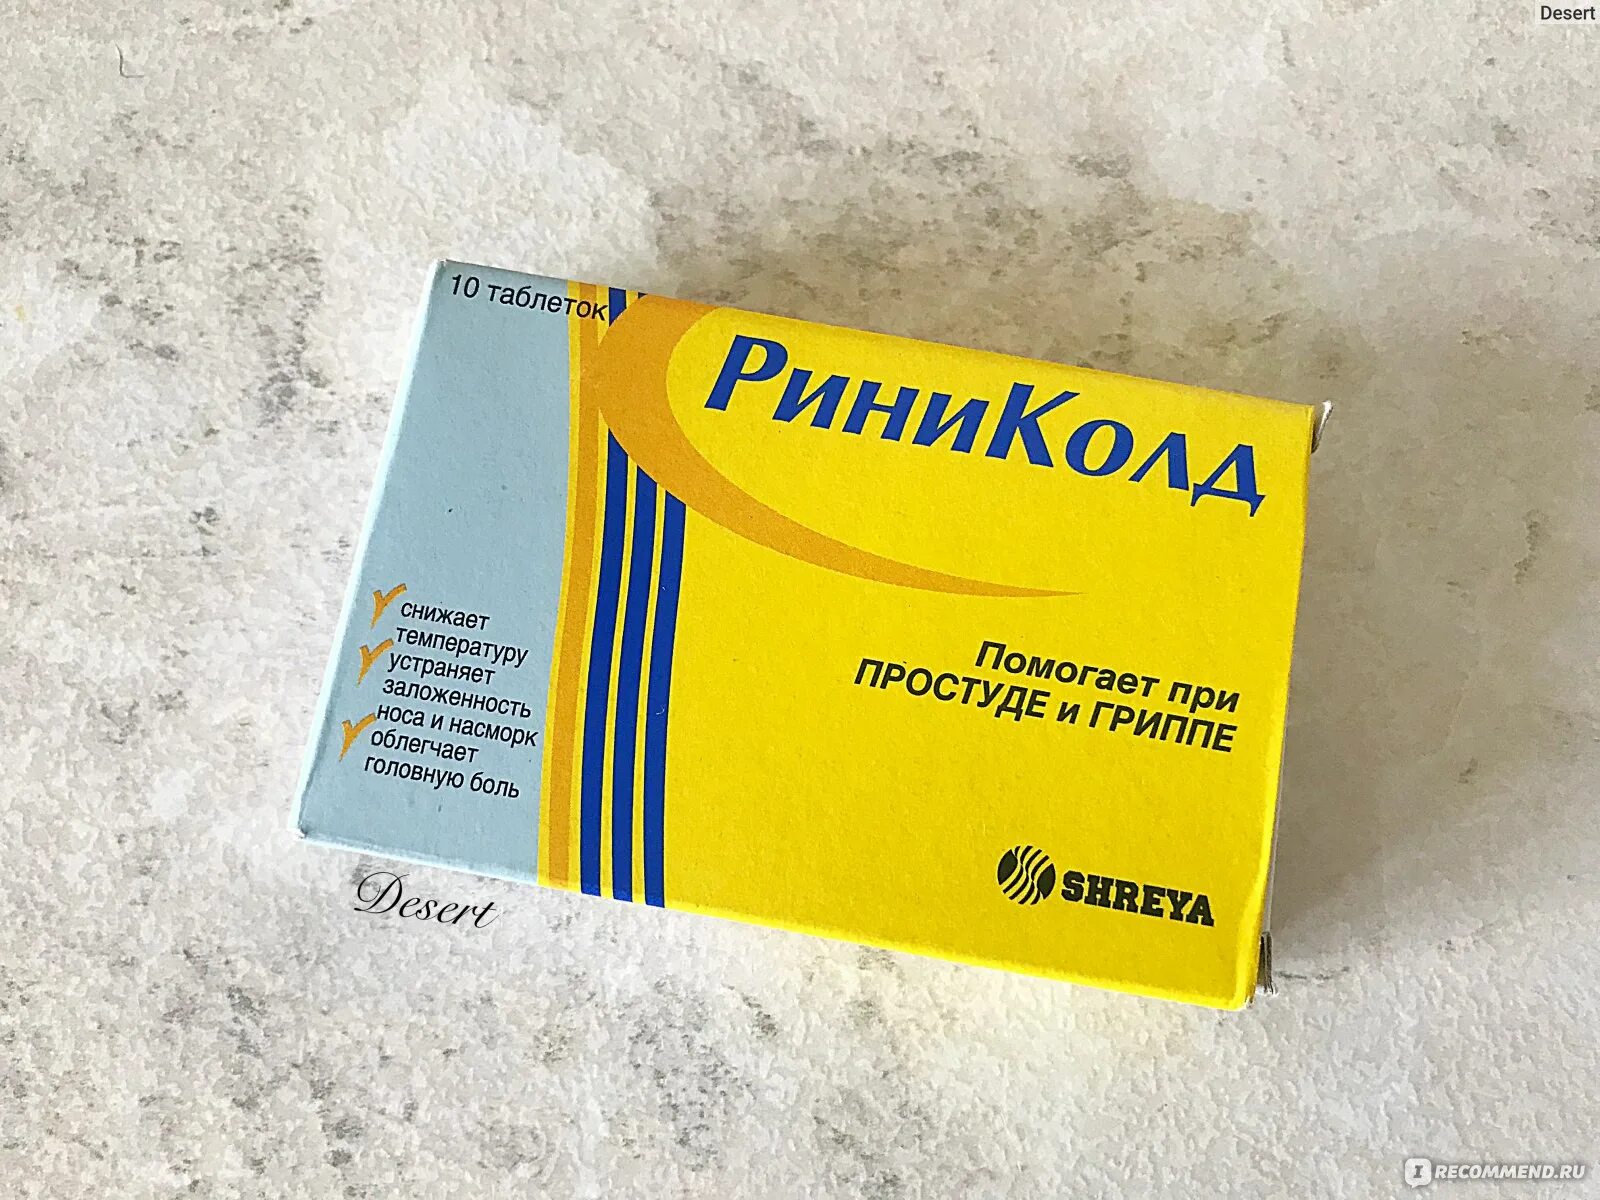 Desert
10 таблеток
РиниКолд
снижает
температуру
устраняет
заложенность
носа и насморк
облегчает
головную боль
Помогает при
ПРОСТУДЕ и ГРИППЕ
SHREYA
Desert
IRECOMMEND.RU